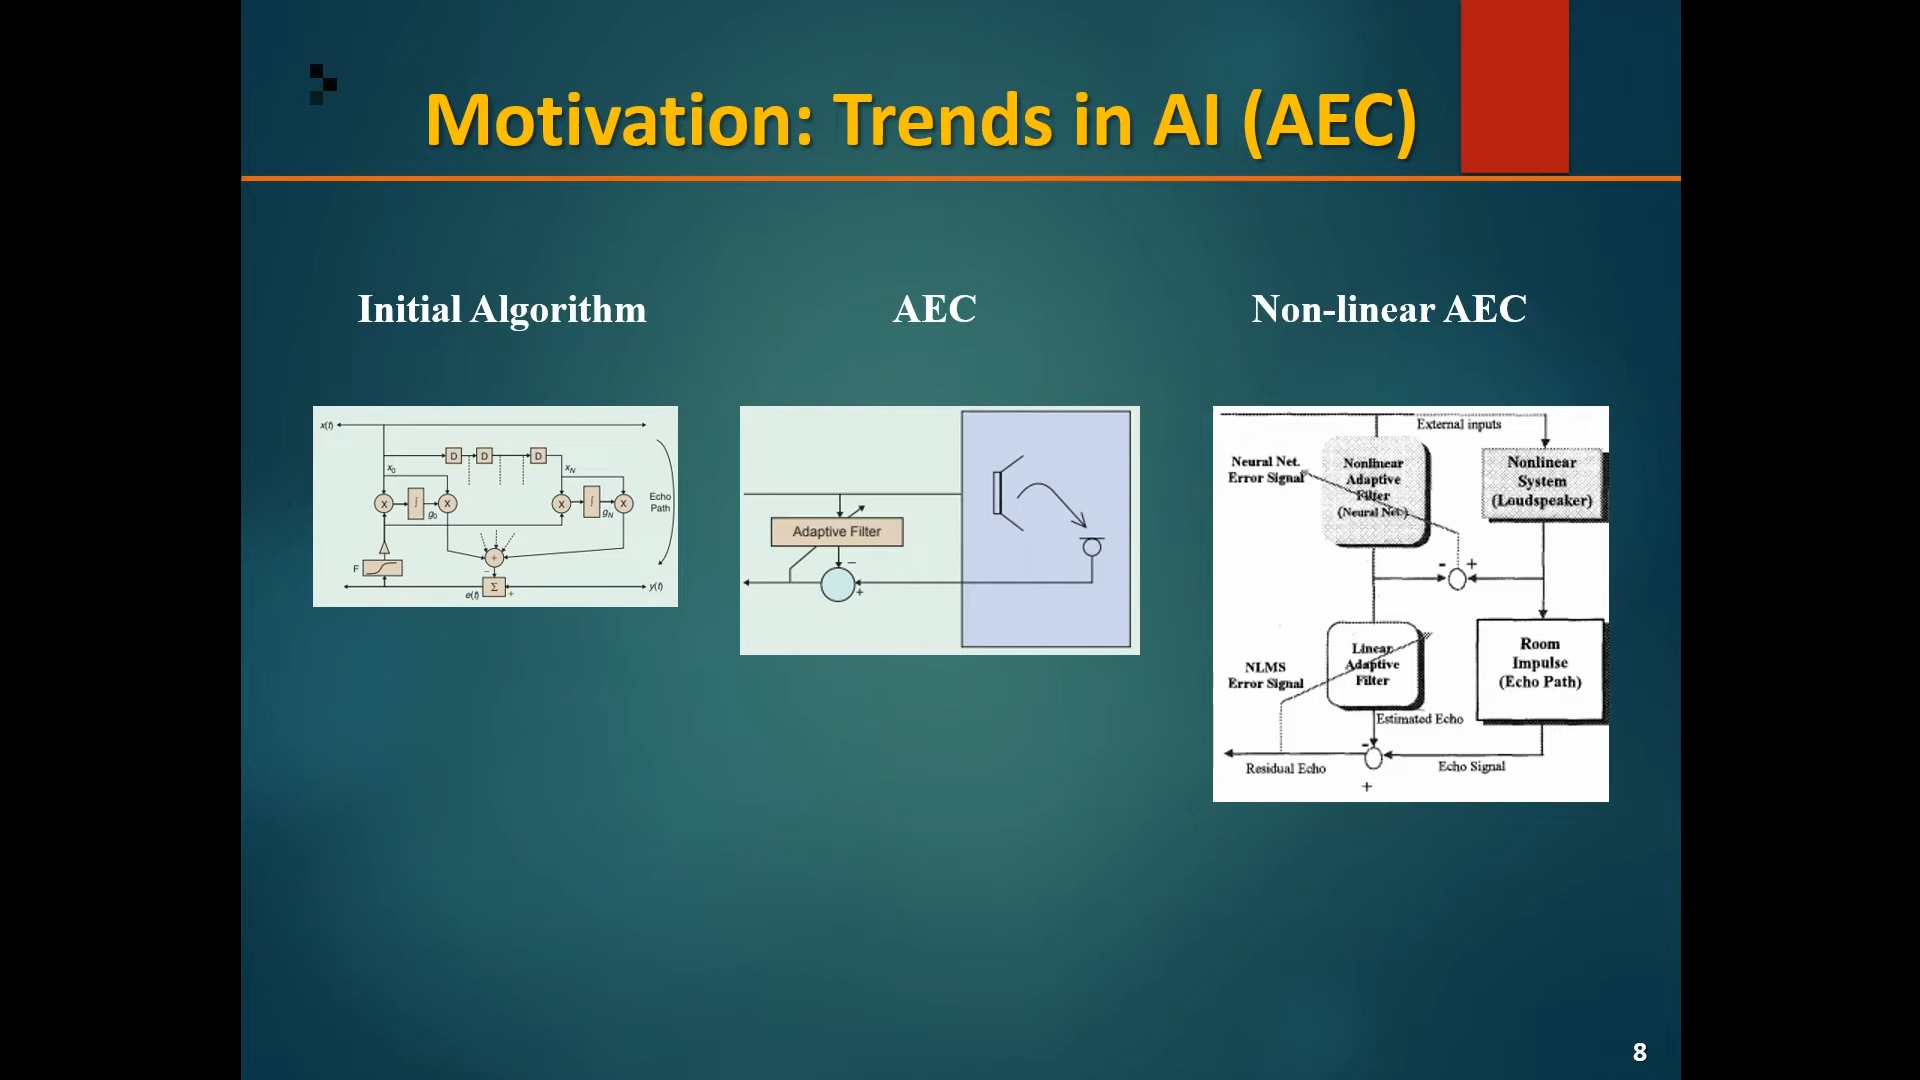 Motivation: Trends in AI (AEC)
Initial Algorithm
AEC
Non-linear AEC
x(t)
D D D
x0
xN
X
∫
g0
X
X
∫
gN
X
Echo
Path
F
+
−
Σ
+
e(t)
y(t)
Adaptive Filter
−
+
External inputs
Neural Net.
Error Signal
Nonlinear
Adaptive
Filter
(Neural Net.)
Nonlinear
System
(Loudspeaker)
- +
NLMS
Error Signal
Linear
Adaptive
Filter
Room
Impulse
(Echo Path)
Estimated Echo
-
Residual Echo
Echo Signal
+
8